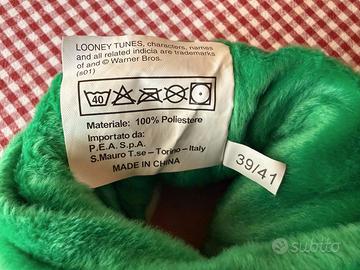 LOONEY TUNES, characters, names
and all related indicia are trademarks
of and © Warner Bros.
(s01)
40
Materiale: 100% Poliestere
Importato da:
P.E.A. S.p.A.
S. Mauro T.se - Torino - Italy
MADE IN CHINA
39/41
subito